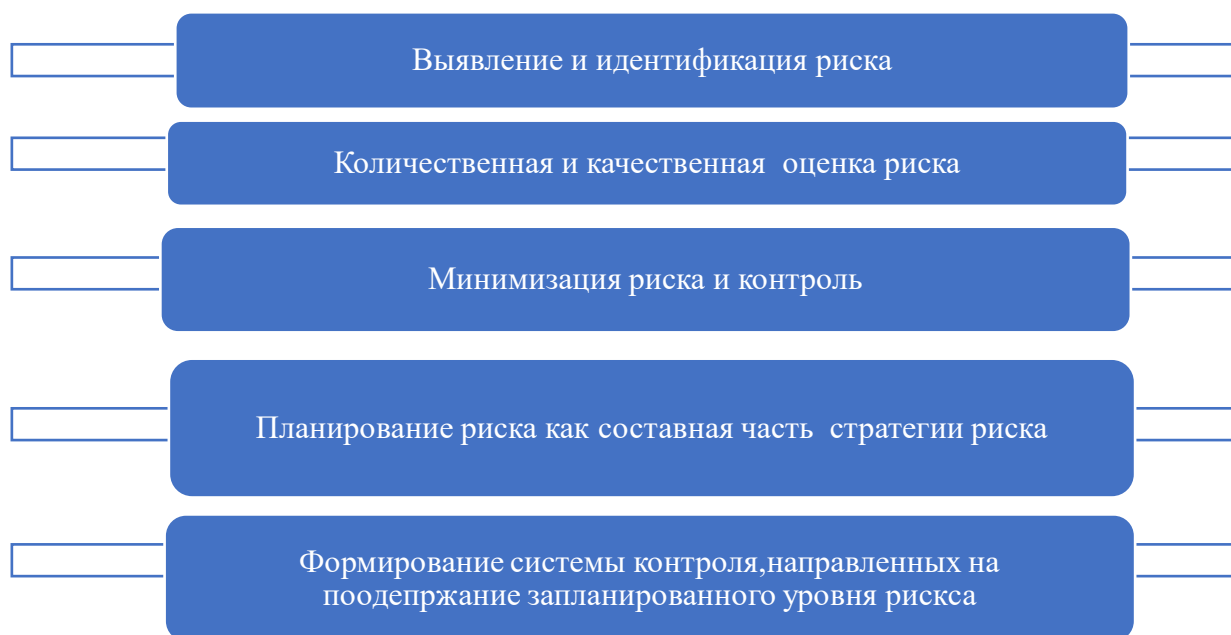 Выявление и идентификация риска
Количественная и качественная  оценка риска
Минимизация риска и контроль
Планирование риска как составная часть  стратегии риска
Формирование системы контроля,направленных на
поодепржание запланированного уровня рискса